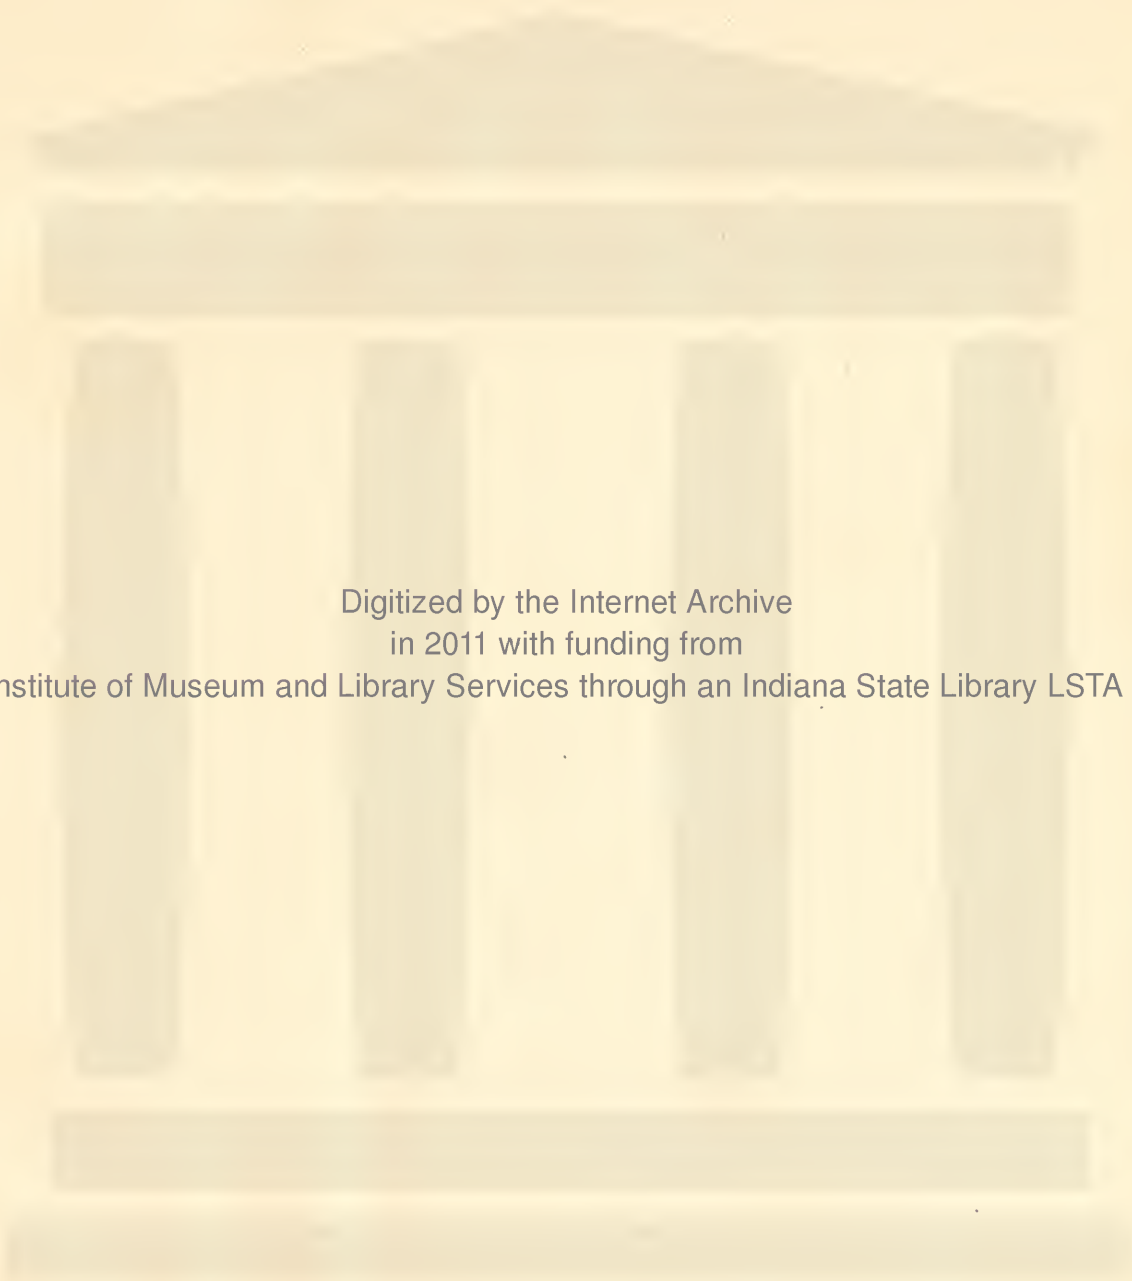 Digitized by the Internet Archive
in 2011 with funding from
nstitute of Museum and Library Services through an Indiana State Library LSTA